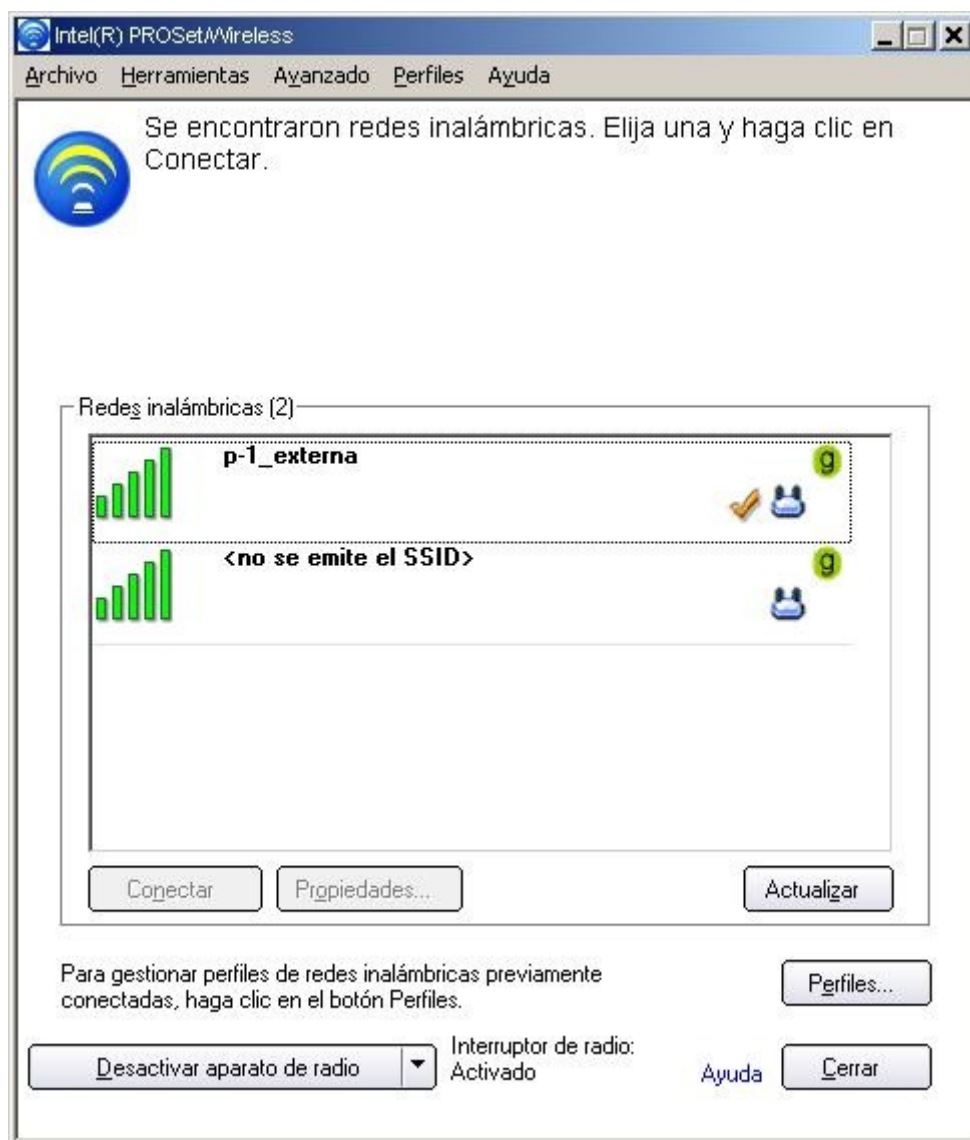 Intel(R) PROSet/Wireless
Archivo Herramientas Avanzado Perfiles Ayuda
Se encontraron redes inalámbricas. Elija una y haga clic en
Conectar.
Redes inalámbricas (2)
p-1_externa
g
<no se emite el SSID>
g
Conectar Propiedades... Actualizar
Para gestionar perfiles de redes inalámbricas previamente
conectadas, haga clic en el botón Perfiles.
Perfiles...
Desactivar aparato de radio
Interruptor de radio:
Activado
Ayuda Cerrar